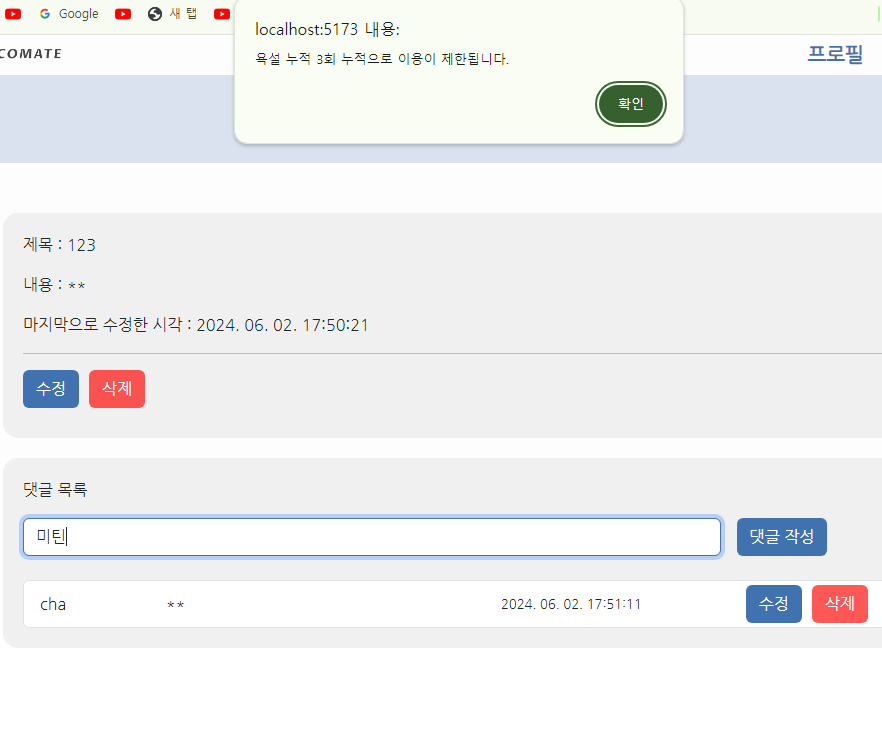 Google 새 탭
localhost:5173 내용:
욕설 누적 3회 누적으로 이용이 제한됩니다.
확인
COMATE 프로필
제목 : 123
내용 : **
마지막으로 수정한 시각 : 2024. 06. 02. 17:50:21
수정 삭제
댓글 목록
미틴 댓글 작성
cha ** 2024. 06. 02. 17:51:11 수정 삭제